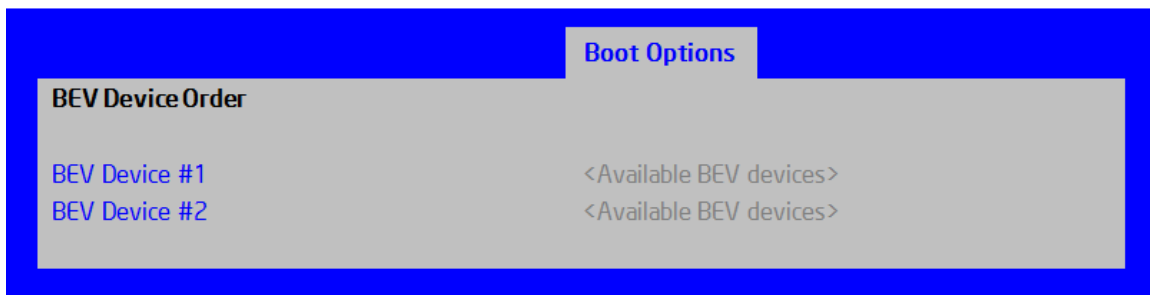 Boot Options
BEV Device Order
BEV Device #1 <Available BEV devices>
BEV Device #2 <Available BEV devices>